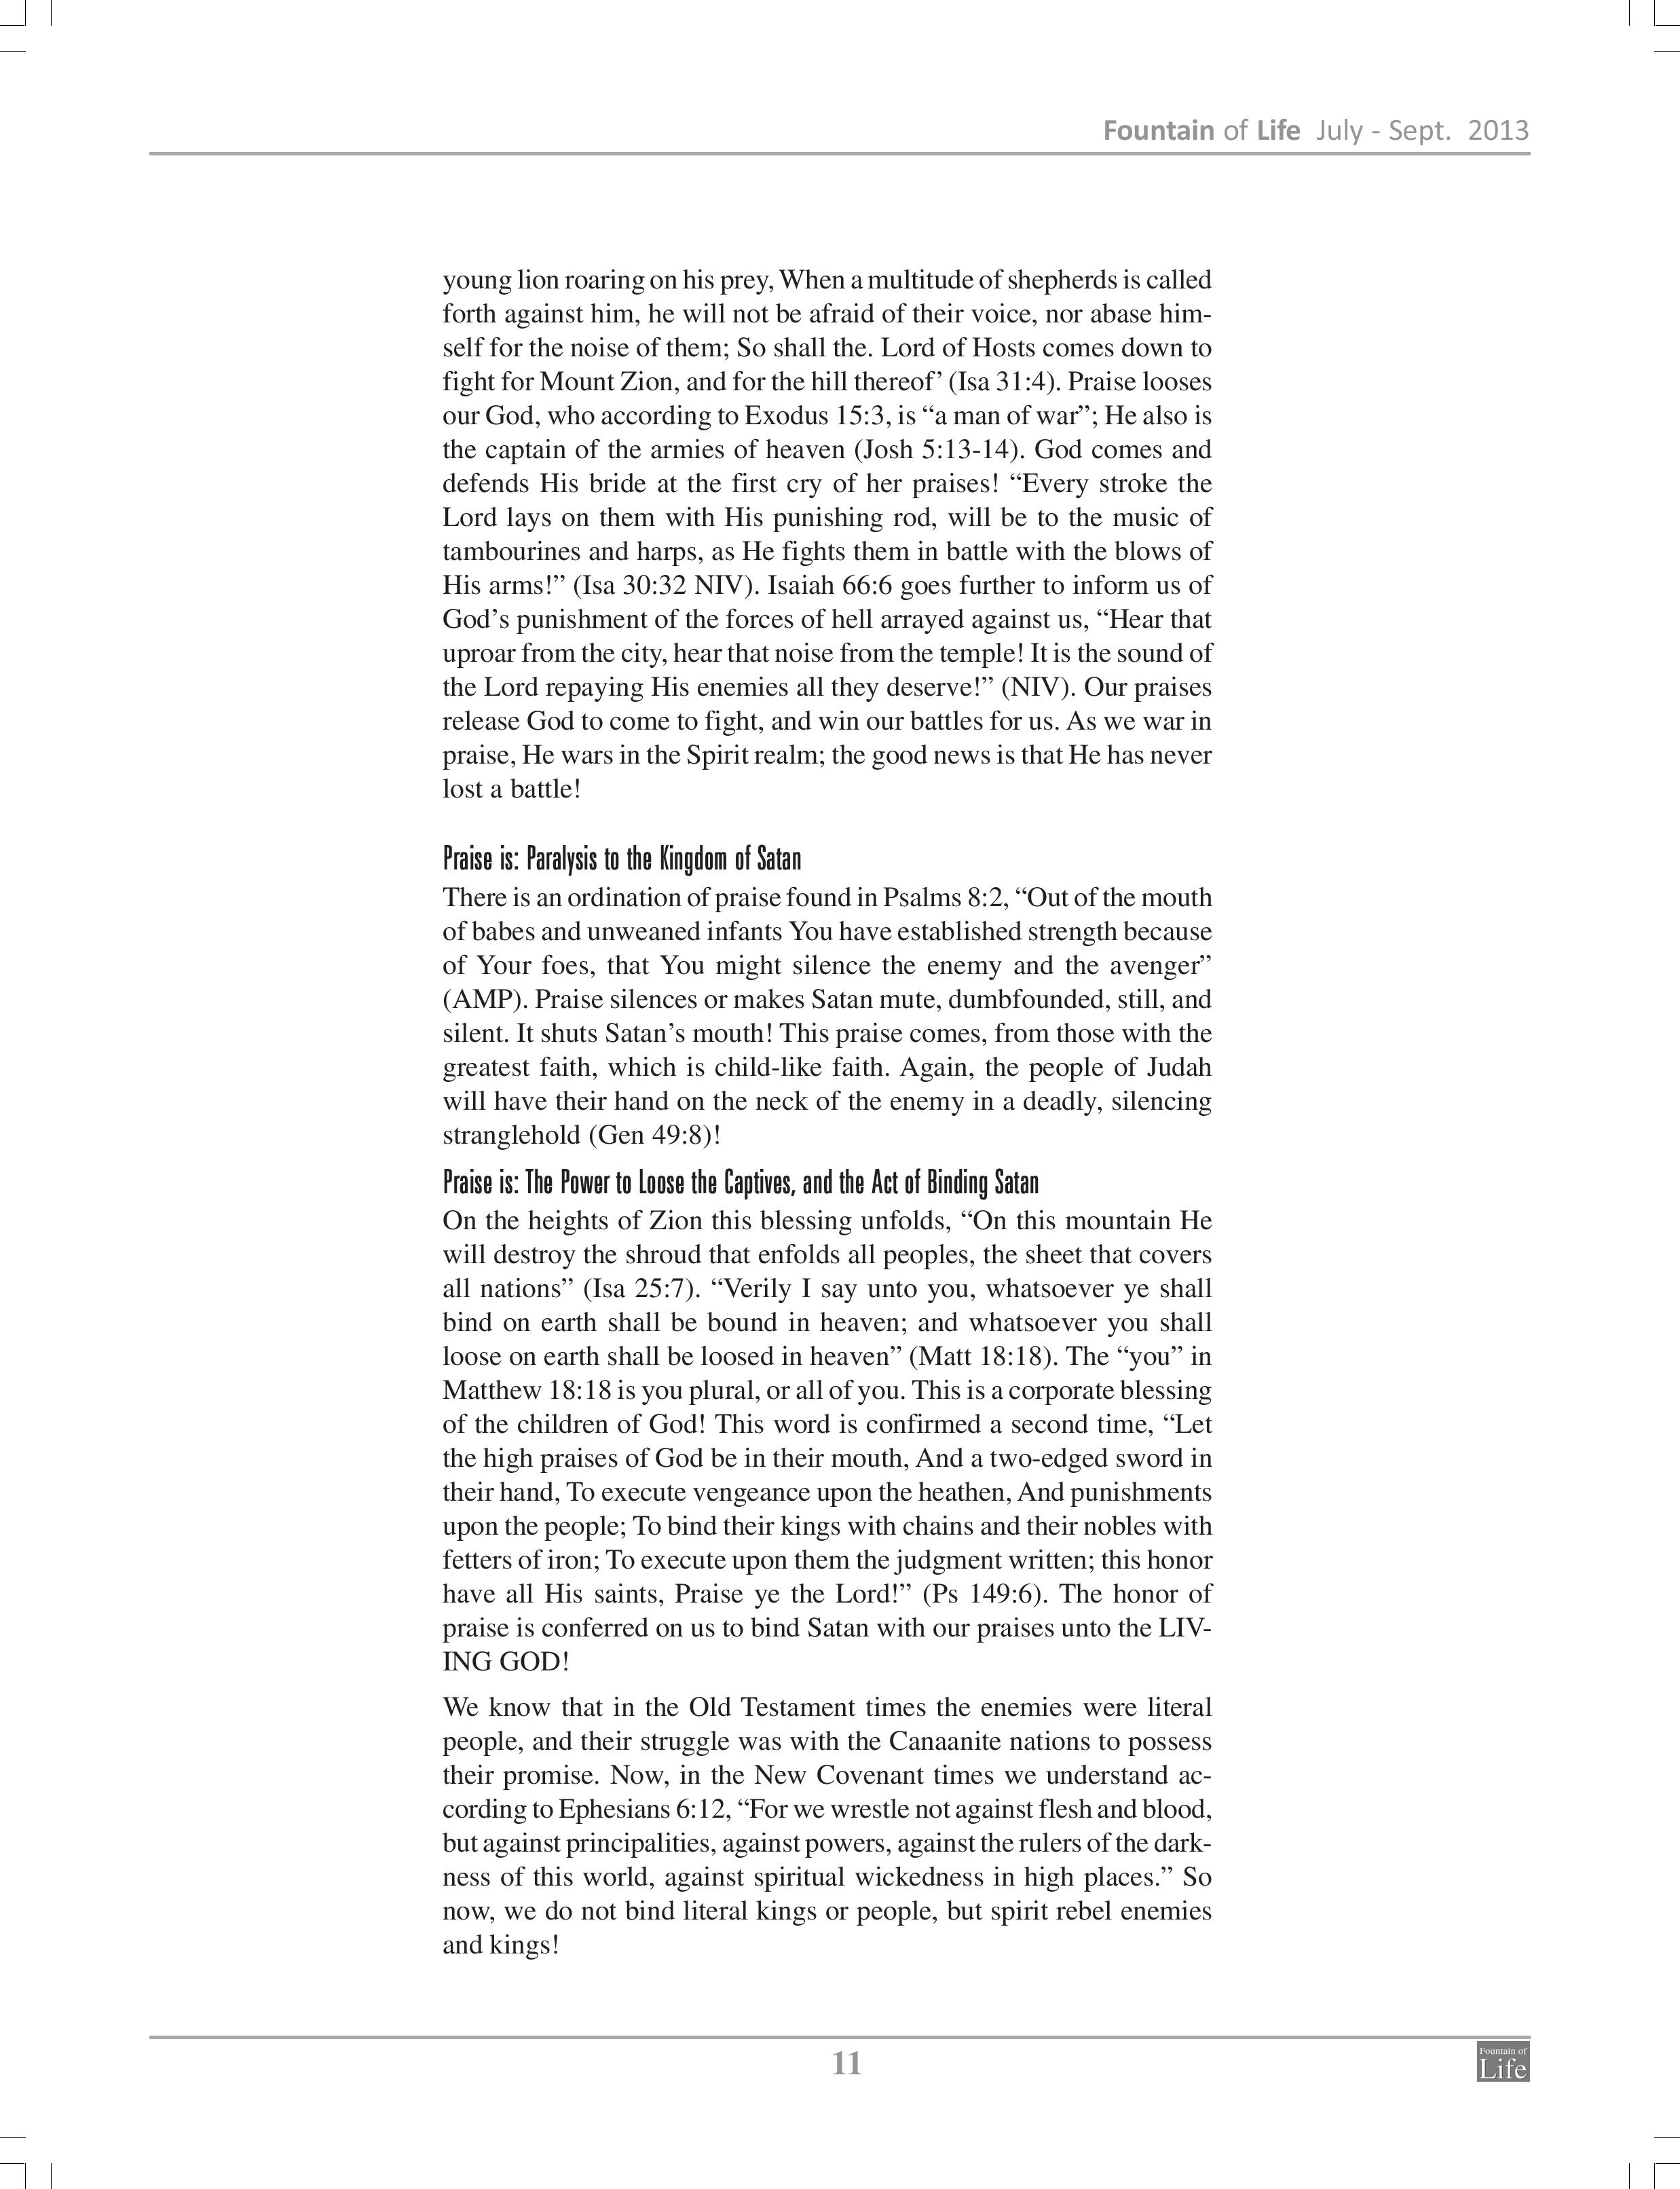 Fountain of Life July - Sept. 2013
young lion roaring on his prey, When a multitude of shepherds is called
forth against him, he will not be afraid of their voice, nor abase him-
self for the noise of them; So shall the. Lord of Hosts comes down to
fight for Mount Zion, and for the hill thereof’ (Isa 31:4). Praise looses
our God, who according to Exodus 15:3, is “a man of war”; He also is
the captain of the armies of heaven (Josh 5:13-14). God comes and
defends His bride at the first cry of her praises! “Every stroke the
Lord lays on them with His punishing rod, will be to the music of
tambourines and harps, as He fights them in battle with the blows of
His arms!” (Isa 30:32 NIV). Isaiah 66:6 goes further to inform us of
God’s punishment of the forces of hell arrayed against us, “Hear that
uproar from the city, hear that noise from the temple! It is the sound of
the Lord repaying His enemies all they deserve!” (NIV). Our praises
release God to come to fight, and win our battles for us. As we war in
praise, He wars in the Spirit realm; the good news is that He has never
lost a battle!
Praise is: Paralysis to the Kingdom of Satan
There is an ordination of praise found in Psalms 8:2, “Out of the mouth
of babes and unweaned infants You have established strength because
of Your foes, that You might silence the enemy and the avenger”
(AMP). Praise silences or makes Satan mute, dumbfounded, still, and
silent. It shuts Satan’s mouth! This praise comes, from those with the
greatest faith, which is child-like faith. Again, the people of Judah
will have their hand on the neck of the enemy in a deadly, silencing
stranglehold (Gen 49:8)!
Praise is: The Power to Loose the Captives, and the Act of Binding Satan
On the heights of Zion this blessing unfolds, “On this mountain He
will destroy the shroud that enfolds all peoples, the sheet that covers
all nations” (Isa 25:7). “Verily I say unto you, whatsoever ye shall
bind on earth shall be bound in heaven; and whatsoever you shall
loose on earth shall be loosed in heaven” (Matt 18:18). The “you” in
Matthew 18:18 is you plural, or all of you. This is a corporate blessing
of the children of God! This word is confirmed a second time, “Let
the high praises of God be in their mouth, And a two-edged sword in
their hand, To execute vengeance upon the heathen, And punishments
upon the people; To bind their kings with chains and their nobles with
fetters of iron; To execute upon them the judgment written; this honor
have all His saints, Praise ye the Lord!” (Ps 149:6). The honor of
praise is conferred on us to bind Satan with our praises unto the LIV-
ING GOD!
We know that in the Old Testament times the enemies were literal
people, and their struggle was with the Canaanite nations to possess
their promise. Now, in the New Covenant times we understand ac-
cording to Ephesians 6:12, “For we wrestle not against flesh and blood,
but against principalities, against powers, against the rulers of the dark-
ness of this world, against spiritual wickedness in high places.” So
now, we do not bind literal kings or people, but spirit rebel enemies
and kings!
11
Fountain of
Life